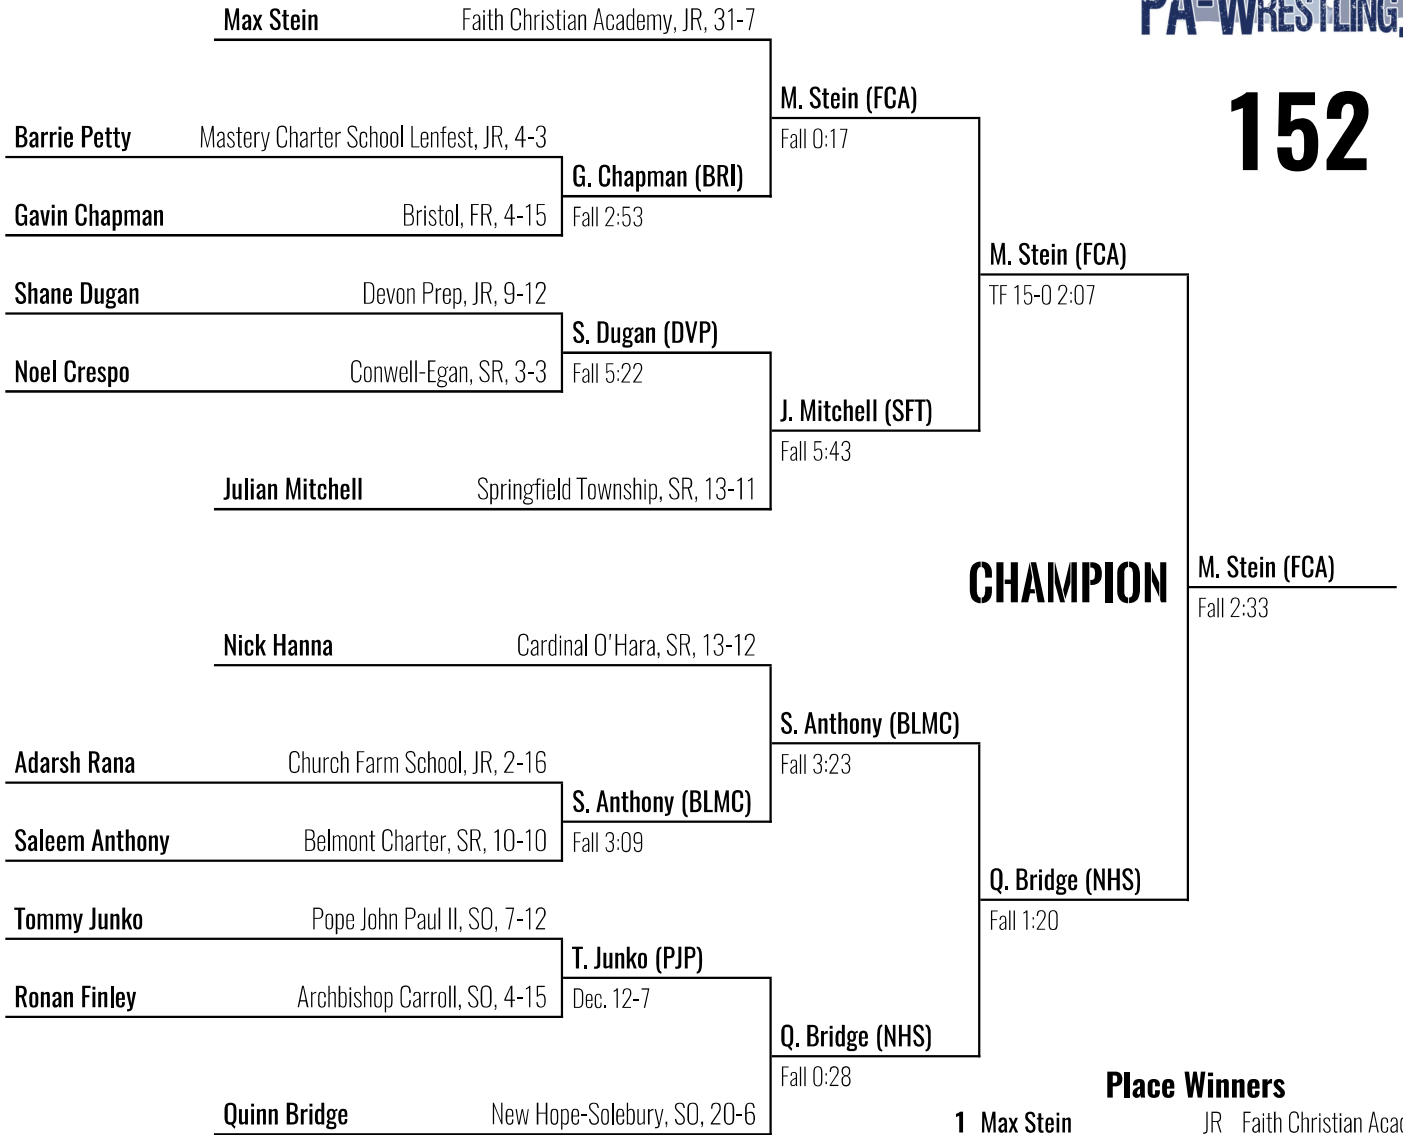 PA-WRESTLING
152
Max Stein Faith Christian Academy, JR, 31-7
M. Stein (FCA)
Fall 0:17
Barrie Petty Mastery Charter School Lenfest, JR, 4-3
G. Chapman (BRI)
Fall 2:53
Gavin Chapman Bristol, FR, 4-15
M. Stein (FCA)
TF 15-0 2:07
Shane Dugan Devon Prep, JR, 9-12
S. Dugan (DVP)
Fall 5:22
Noel Crespo Conwell-Egan, SR, 3-3
J. Mitchell (SFT)
Fall 5:43
Julian Mitchell Springfield Township, SR, 13-11
CHAMPION
M. Stein (FCA)
Fall 2:33
Nick Hanna Cardinal O'Hara, SR, 13-12
S. Anthony (BLMC)
Fall 3:23
Adarsh Rana Church Farm School, JR, 2-16
S. Anthony (BLMC)
Fall 3:09
Saleem Anthony Belmont Charter, SR, 10-10
Q. Bridge (NHS)
Fall 1:20
Tommy Junko Pope John Paul II, SO, 7-12
T. Junko (PJP)
Dec. 12-7
Ronan Finley Archbishop Carroll, SO, 4-15
Q. Bridge (NHS)
Fall 0:28
Quinn Bridge New Hope-Solebury, SO, 20-6
Place Winners
1 Max Stein JR Faith Christian Acad